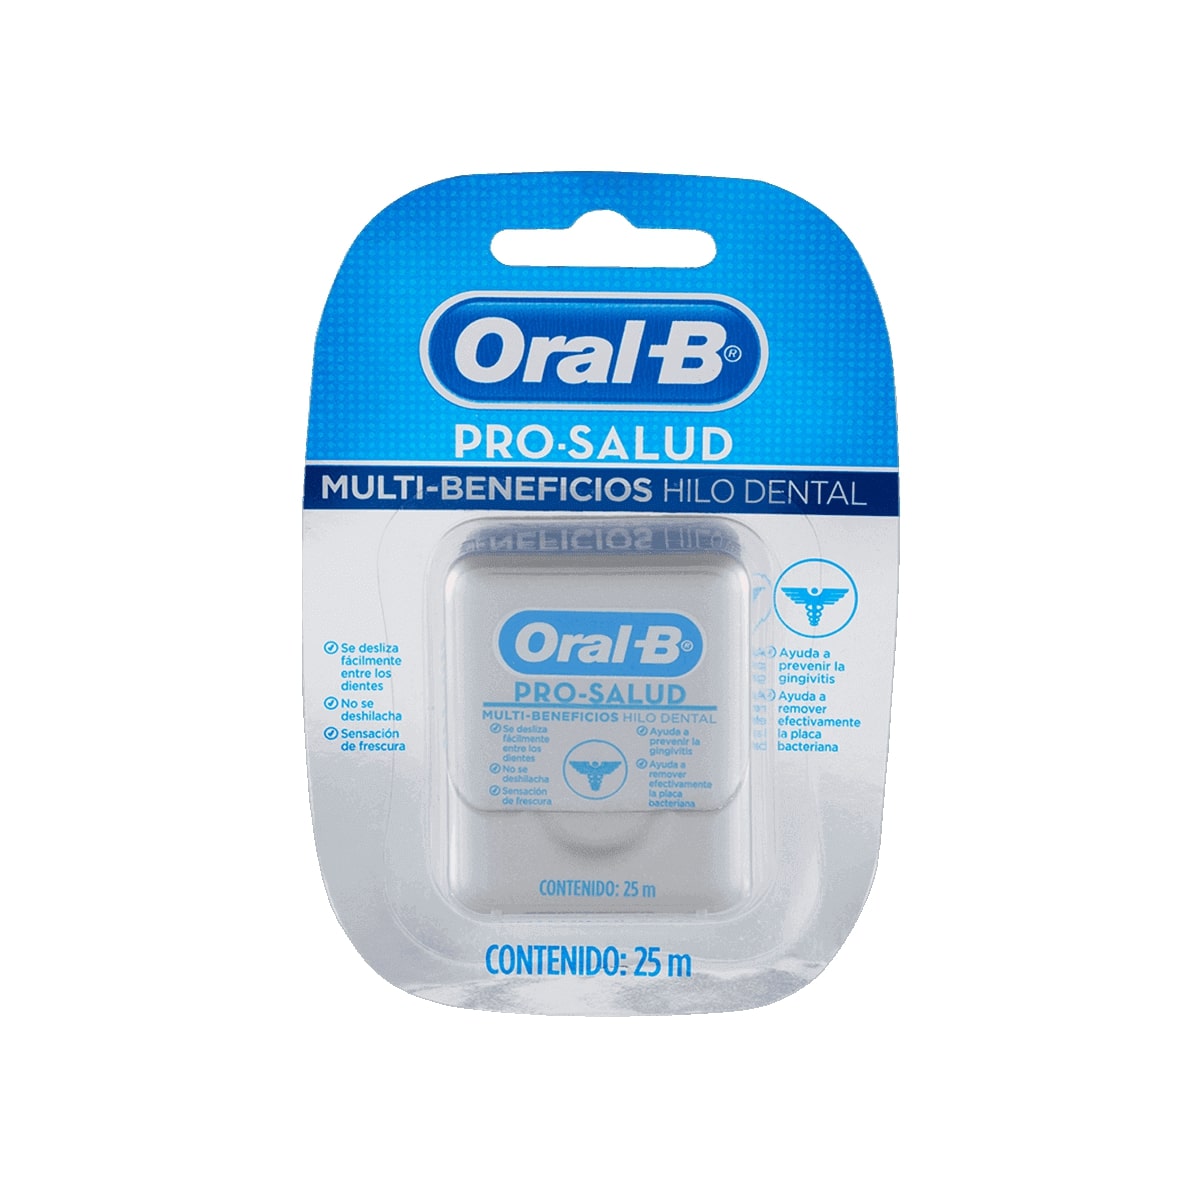 Oral-B®
PRO-SALUD
MULTI-BENEFICIOS HILO DENTAL
Se desliza
fácilmente
entre los
dientes
No se
deshilacha
Sensación
de frescura
Ayuda a
prevenir la
gingivitis
Ayuda a
remover
efectivamente
la placa
bacteriana
Oral-B®
PRO-SALUD
MULTI-BENEFICIOS HILO DENTAL
Se desliza
fácilmente
entre los
dientes
No se
deshilacha
Sensación
de frescura
Ayuda a
prevenir la
gingivitis
Ayuda a
remover
efectivamente
la placa
bacteriana
CONTENIDO: 25 m
CONTENIDO: 25 m